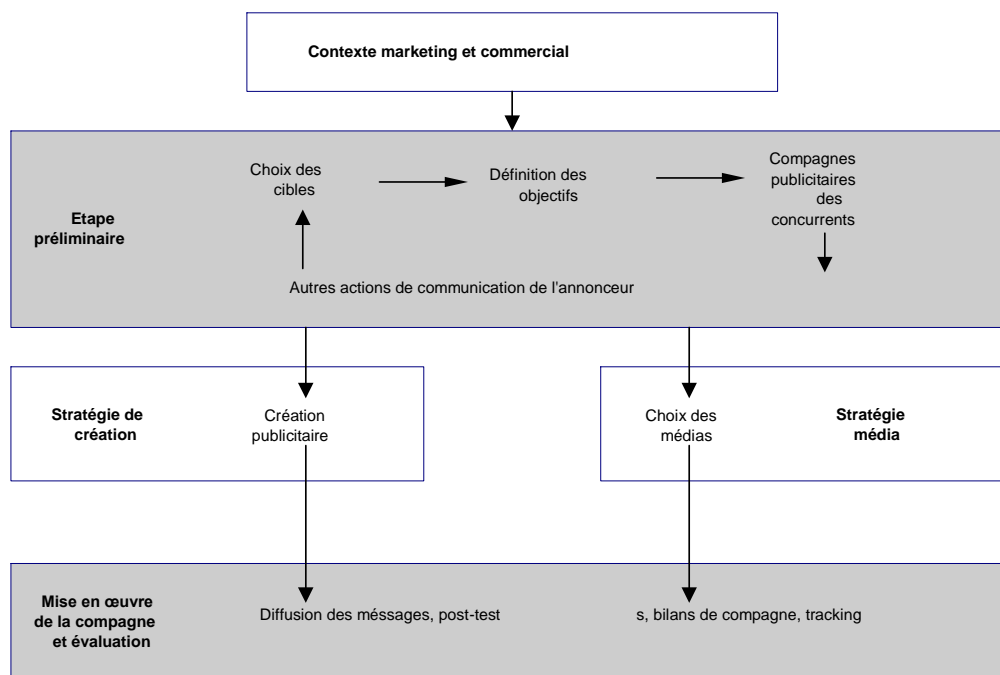 Contexte marketing et commercial
Etape
préliminaire
Choix des
cibles
Définition des
objectifs
Compagnes
publicitaires
des
concurrents
Autres actions de communication de l'annonceur
Stratégie de
création
Création
publicitaire
Choix des
médias
Stratégie
média
Mise en œuvre
de la compagne
et évaluation
Diffusion des méssages, post-test
s, bilans de compagne, tracking